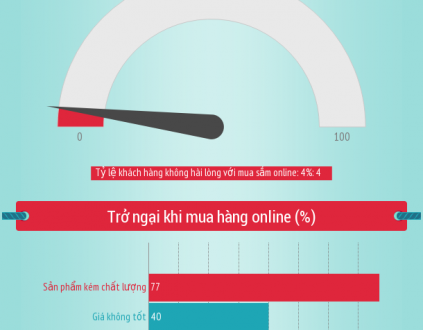 0 100
Tỷ lệ khách hàng không hài lòng với mua sắm online: 4%: 4
Trở ngại khi mua hàng online (%)
Sản phẩm kém chất lượng 77
Giá không tốt 40